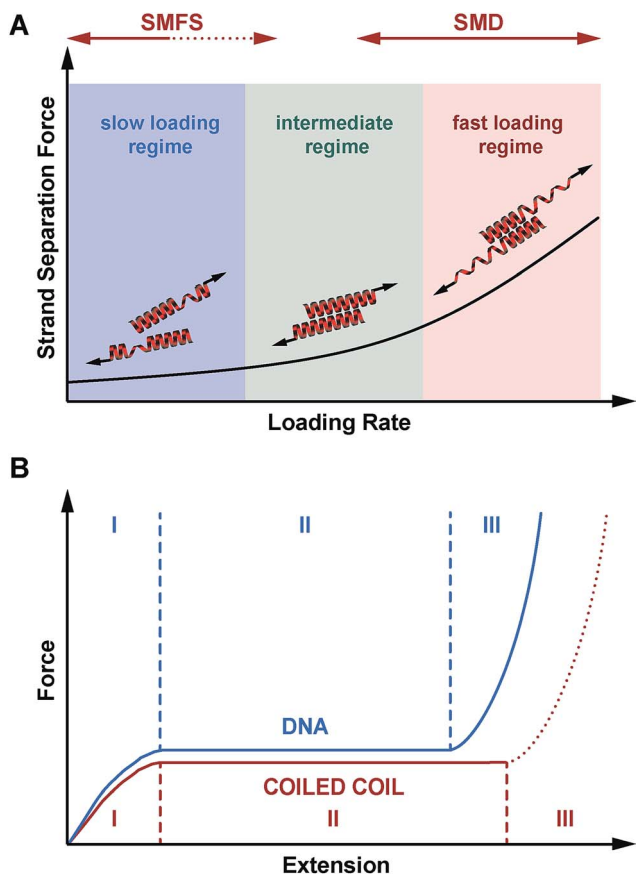 A
SMFS
SMD
Strand Separation Force
slow loading
regime
intermediate
regime
fast loading
regime
Loading Rate
B
I
II
III
Force
DNA
COILED COIL
I
II
III
Extension